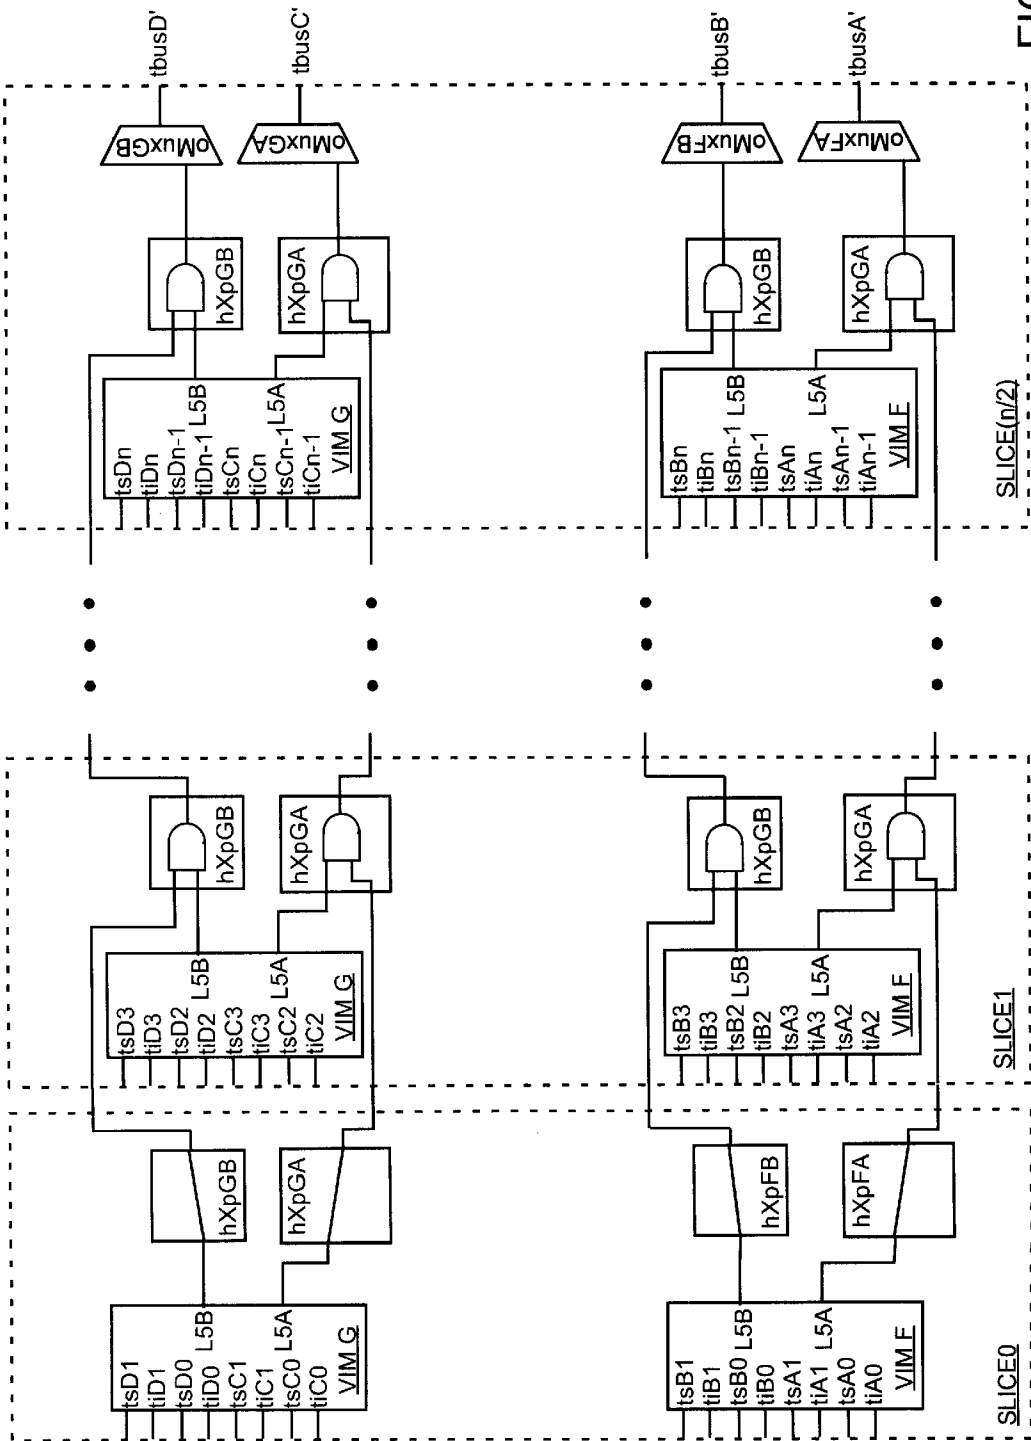 tsD1
tiD1
tsD0
tiD0
L5B
tsC1
tiC1
tsC0
L5A
tiC0
VIM G
hXpGB
hXpGA
tsB1
tiB1
tsB0
L5B
tiB0
tsA1
tiA1
L5A
tsA0
tiA0
VIM F
hXpFB
hXpFA
SLICE0
tsD3
tiD3
tsD2
tiD2
L5B
tsC3
tiC3
tsC2
L5A
tiC2
VIM G
hXpGB
hXpGA
tsB3
tiB3
tsB2
L5B
tiB2
tsA3
tiA3
L5A
tsA2
tiA2
VIM F
hXpGB
hXpGA
SLICE1
tsDn
tiDn
tsDn-1
tiDn-1
L5B
tsCn
tiCn
tsCn-1
L5A
tiCn-1
VIM G
hXpGB
hXpGA
oMuxGB
oMuxGA
tbusD'
tbusC'
tsBn
tiBn
tsBn-1
L5B
tiBn-1
tsAn
tiAn
L5A
tsAn-1
tiAn-1
VIM F
hXpGB
hXpGA
oMuxFB
oMuxFA
tbusB'
tbusA'
SLICE(n/2)